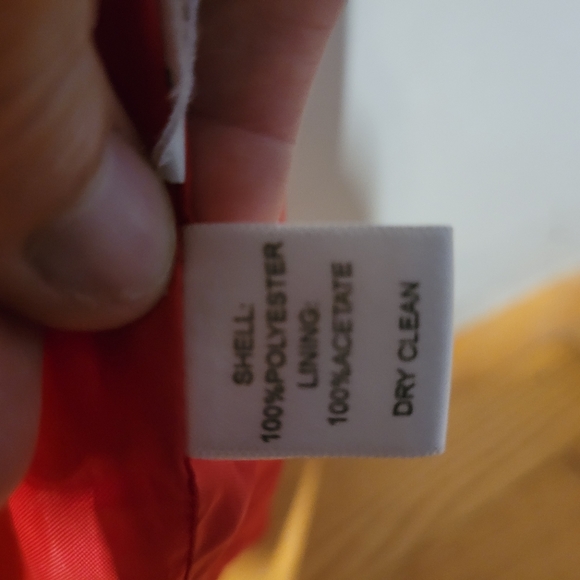 SHELL:
100%POLYESTER
LINING:
100%ACETATE
DRY CLEAN